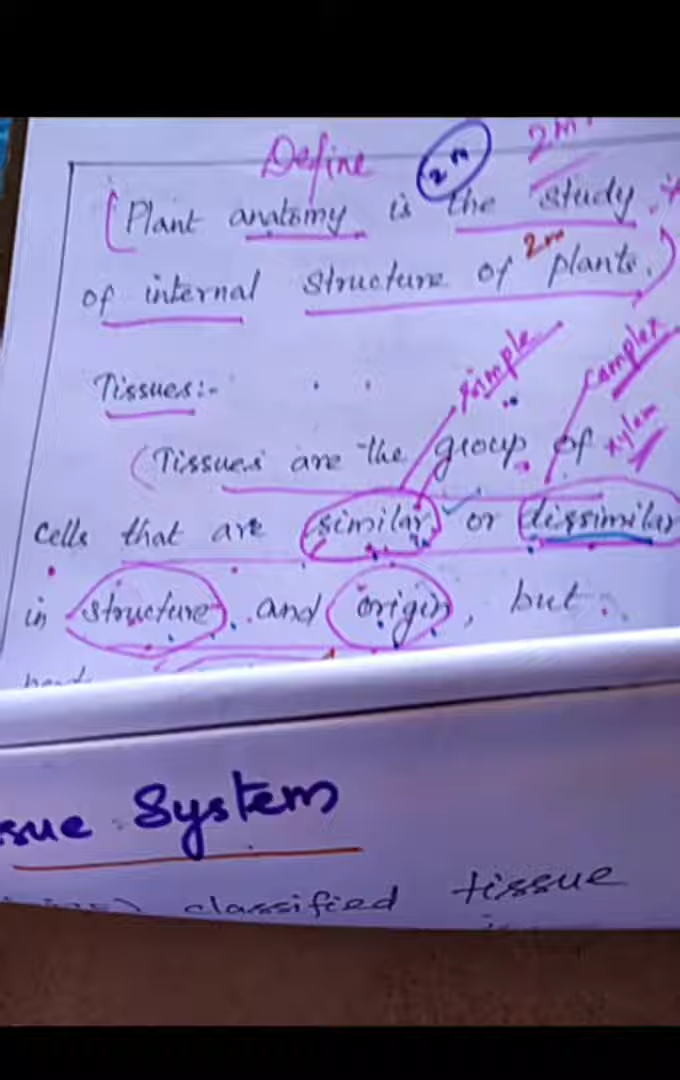 Define 2m 2m
(Plant anatomy is the study
of internal structure of 2m plants.)
simple complex
Tissues:-
xylem
(Tissues are the group of
cells that are similar or dissimilar
in structure and origin, but
sue System
classified tissue